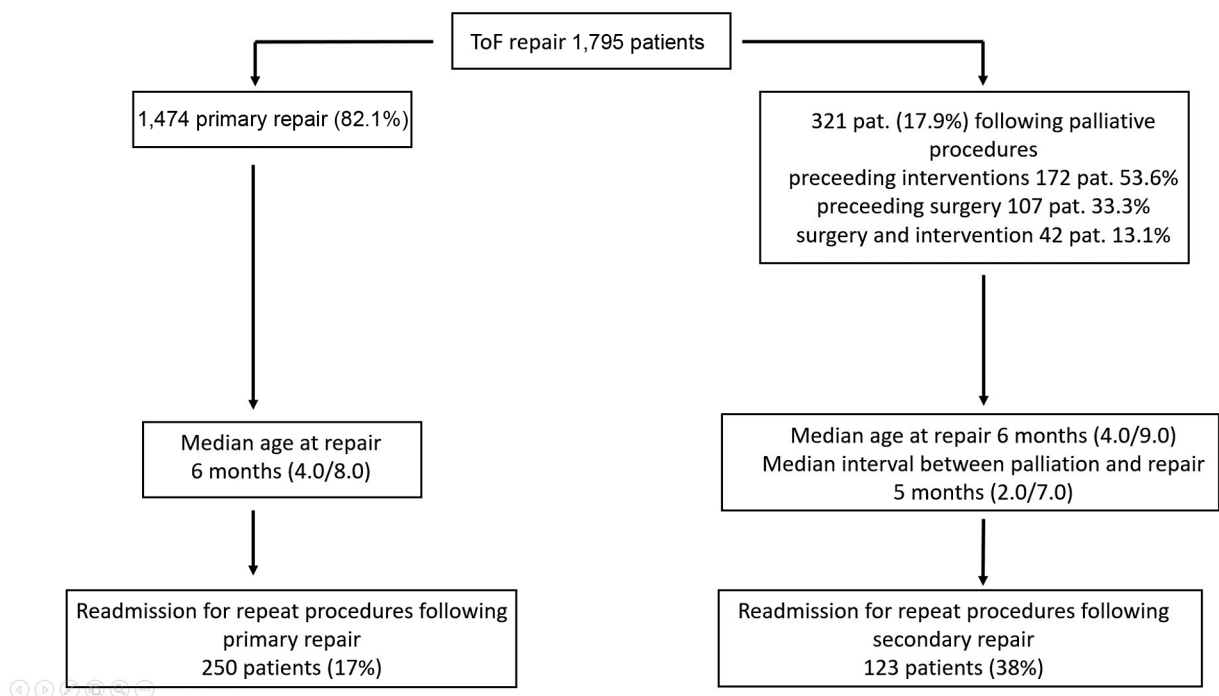 ToF repair 1,795 patients
1,474 primary repair (82.1%)
321 pat. (17.9%) following palliative
procedures
preceeding interventions 172 pat. 53.6%
preceeding surgery 107 pat. 33.3%
surgery and intervention 42 pat. 13.1%
Median age at repair
6 months (4.0/8.0)
Median age at repair 6 months (4.0/9.0)
Median interval between palliation and repair
5 months (2.0/7.0)
Readmission for repeat procedures following
primary repair
250 patients (17%)
Readmission for repeat procedures following
secondary repair
123 patients (38%)